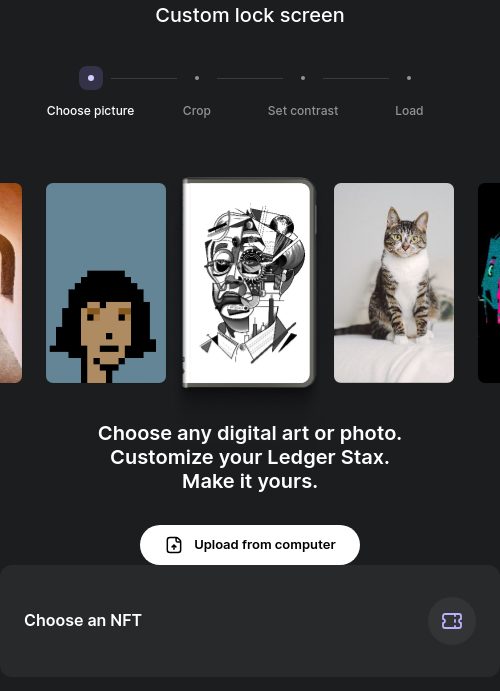 Custom lock screen
Choose picture
Crop
Set contrast
Load
Choose any digital art or photo.
Customize your Ledger Stax.
Make it yours.
Upload from computer
Choose an NFT